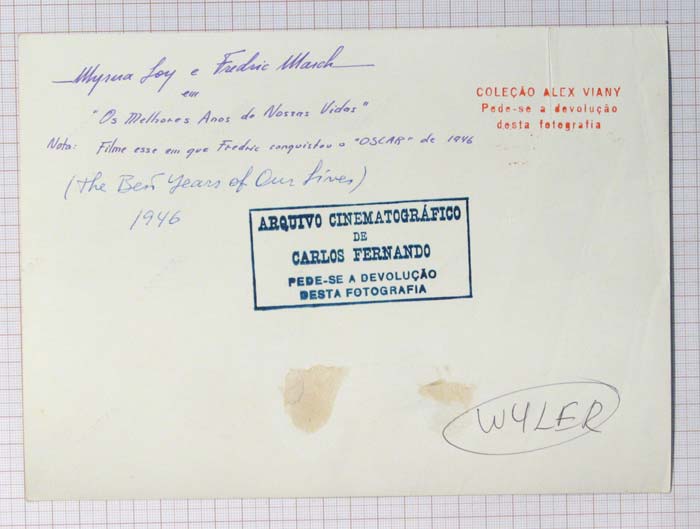 Myrna Loy e Fredric March
em
"Os Melhores Anos de Nossas Vidas"
Nota: Filme esse em que Fredric conquistou o "OSCAR" de 1946
(The Best Years of Our Lives)
1946
COLEÇÃO ALEX VIANY
Pede-se a devolução
desta fotografia
ARQUIVO CINEMATOGRÁFICO
DE
CARLOS FERNANDO
PEDE-SE A DEVOLUÇÃO
DESTA FOTOGRAFIA
WYLER